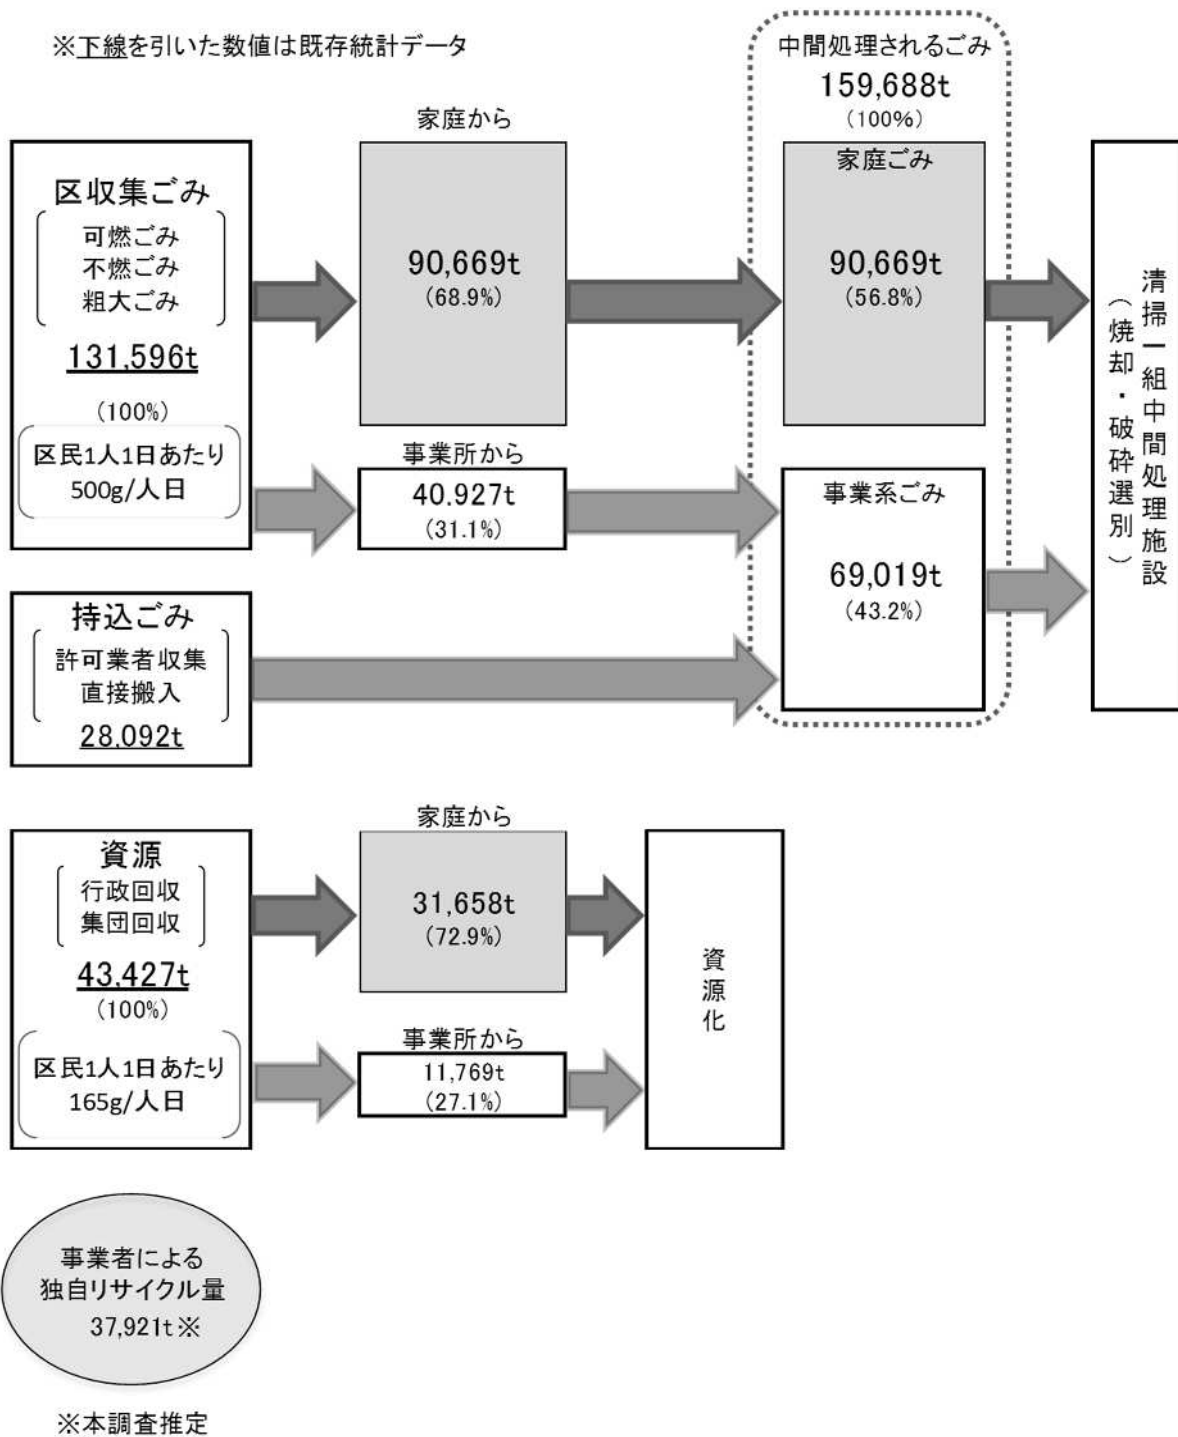 ※下線を引いた数値は既存統計データ
中間処理されるごみ
159,688t
(100%)
家庭から
区収集ごみ
可燃ごみ
不燃ごみ
粗大ごみ
131,596t
(100%)
区民1人1日あたり
500g/人日
90,669t
(68.9%)
家庭ごみ
90,669t
(56.8%)
事業所から
40.927t
(31.1%)
事業系ごみ
69,019t
(43.2%)
清掃一組中間処理施設
（焼却・破砕選別）
持込ごみ
許可業者収集
直接搬入
28,092t
資源
行政回収
集団回収
43,427t
(100%)
区民1人1日あたり
165g/人日
家庭から
31,658t
(72.9%)
事業所から
11,769t
(27.1%)
資源化
事業者による
独自リサイクル量
37,921t※
※本調査推定